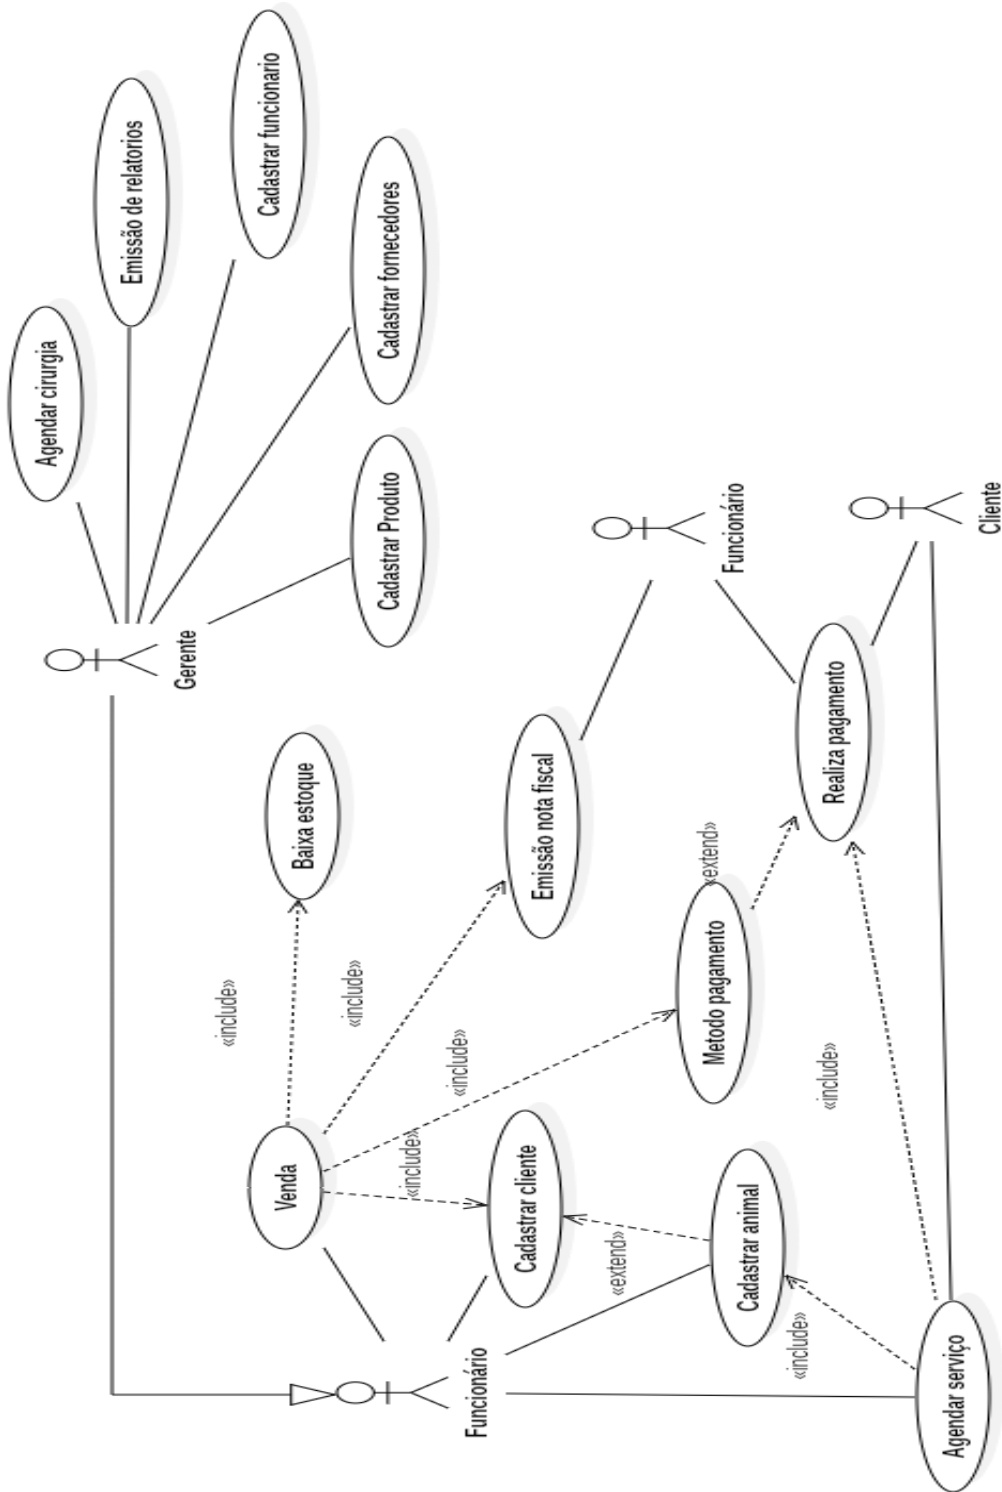 Agendar cirurgia
Emissão de relatorios
Cadastrar funcionario
Cadastrar fornecedores
Cadastrar Produto
Gerente
Baixa estoque
«include»
«include»
Venda
Emissão nota fiscal
Funcionário
«include»
«include»
Metodo pagamento
«extend»
Realiza pagamento
Cliente
Cadastrar cliente
«extend»
Cadastrar animal
«include»
«include»
Funcionário
Agendar serviço